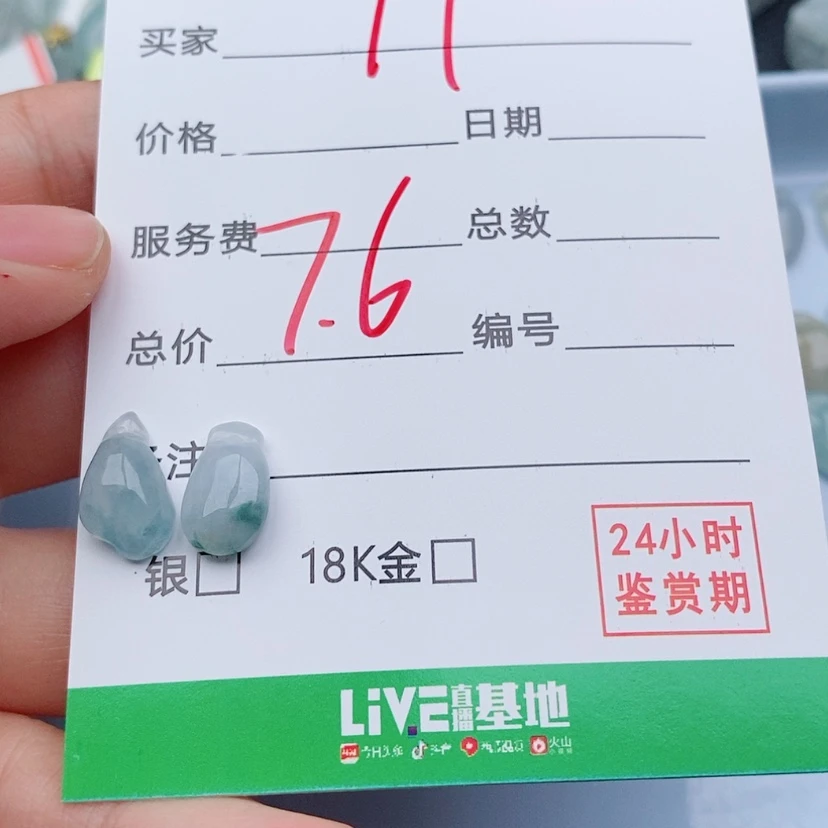 买家
价格 日期
服务费 总数
7.6
总价 编号
注
银 18K金
24小时
鉴赏期
LiVE直播基地
火山